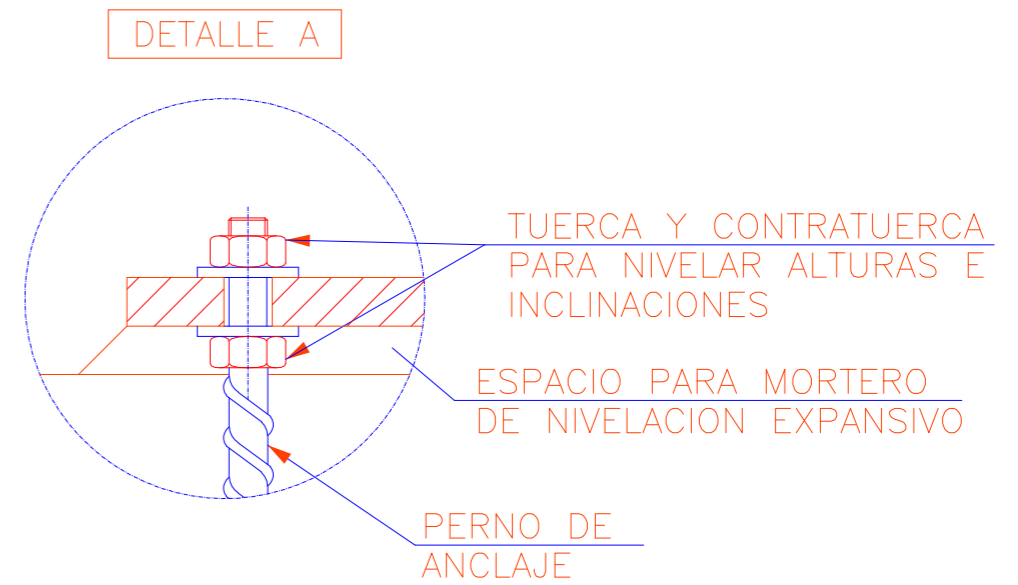 DETALLE A
TUERCA Y CONTRATUERCA
PARA NIVELAR ALTURAS E
INCLINACIONES
ESPACIO PARA MORTERO
DE NIVELACION EXPANSIVO
PERNO DE
ANCLAJE